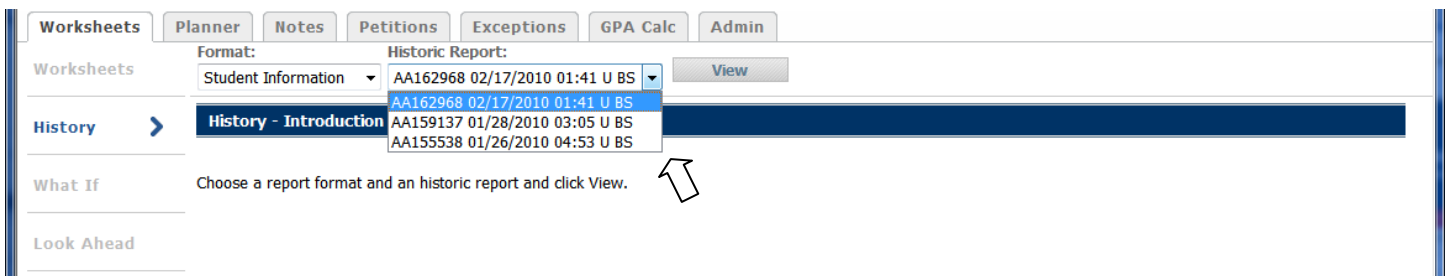 Worksheets Planner Notes Petitions Exceptions GPA Calc Admin
Format: Historic Report:
Worksheets
Student Information AA162968 02/17/2010 01:41 U BS View
AA162968 02/17/2010 01:41 U BS
History
History - Introduction
AA159137 01/28/2010 03:05 U BS
AA155538 01/26/2010 04:53 U BS
What If
Choose a report format and an historic report and click View.
Look Ahead